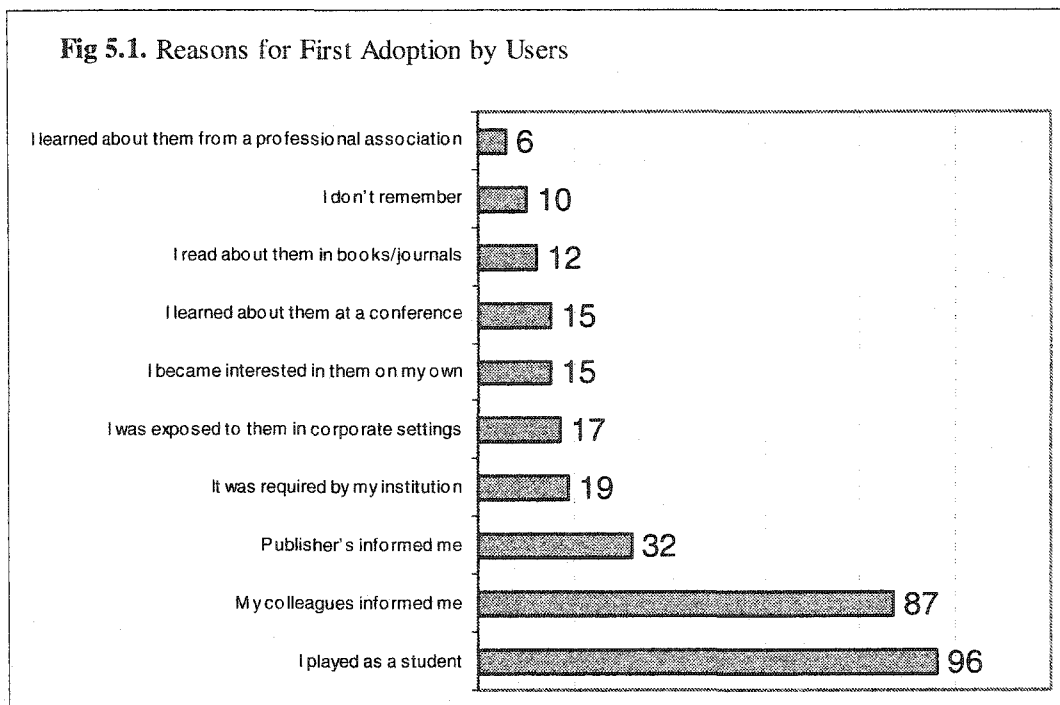 Fig 5.1. Reasons for First Adoption by Users
I learned about them from a professional association 6
I don't remember 10
I read about them in books/journals 12
I learned about them at a conference 15
I became interested in them on my own 15
I was exposed to them in corporate settings 17
It was required by my institution 19
Publisher's informed me 32
My colleagues informed me 87
I played as a student 96